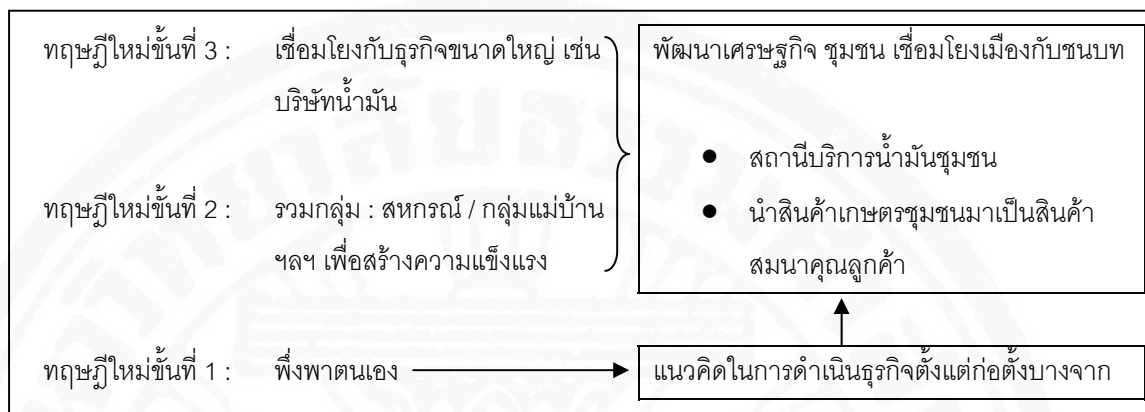 ทฤษฎีใหม่ขั้นที่ 3 : เชื่อมโยงกับธุรกิจขนาดใหญ่ เช่น
บริษัทน้ำมัน
ทฤษฎีใหม่ขั้นที่ 2 : รวมกลุ่ม : สหกรณ์ / กลุ่มแม่บ้าน
ฯลฯ เพื่อสร้างความแข็งแรง
พัฒนาเศรษฐกิจ ชุมชน เชื่อมโยงเมืองกับชนบท
● สถานีบริการน้ำมันชุมชน
● นำสินค้าเกษตรชุมชนมาเป็นสินค้า
สมนาคุณลูกค้า
ทฤษฎีใหม่ขั้นที่ 1 : พึ่งพาตนเอง
แนวคิดในการดำเนินธุรกิจตั้งแต่ก่อตั้งบางจาก